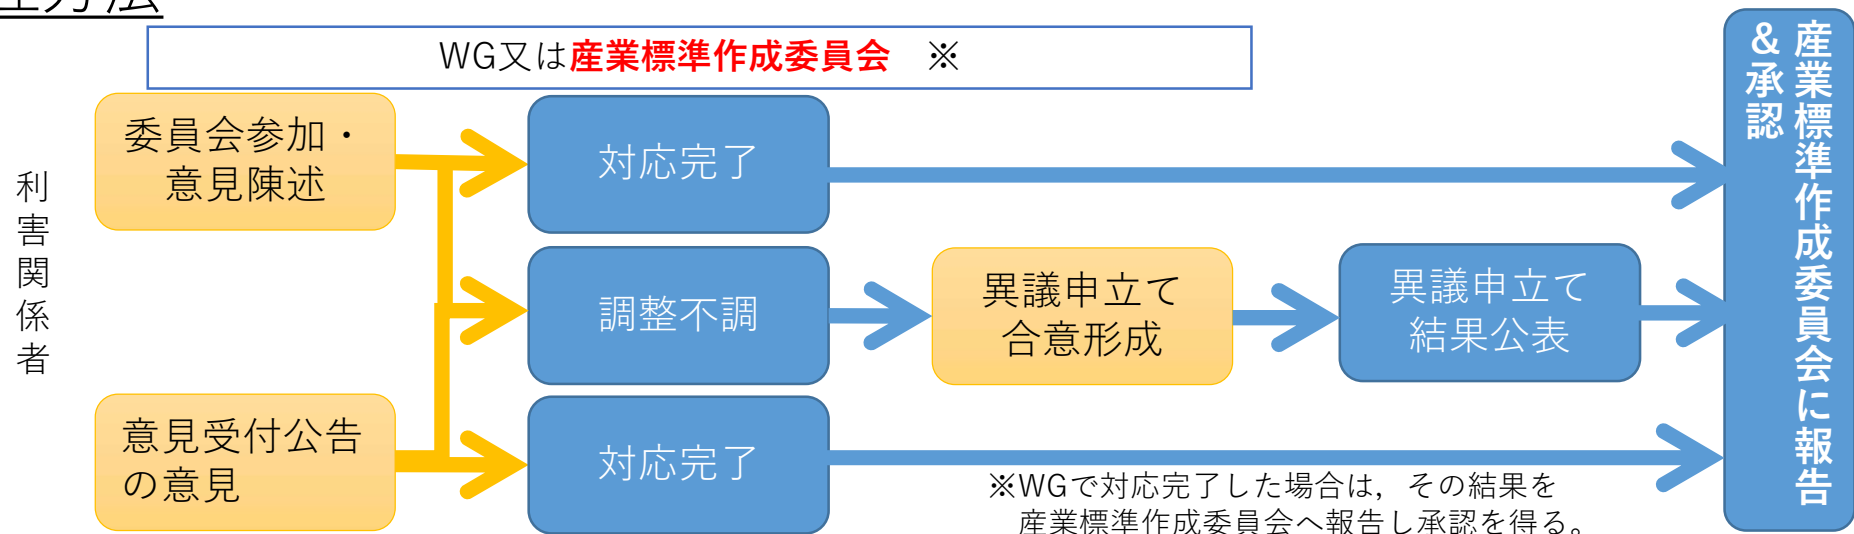 理方法
WG又は産業標準作成委員会　※
利害関係者
委員会参加・
意見陳述
対応完了
調整不調
異議申立て
合意形成
異議申立て
結果公表
意見受付公告
の意見
対応完了
※WGで対応完了した場合は，その結果を
産業標準作成委員会へ報告し承認を得る。
産業標準作成委員会に報告
＆承認